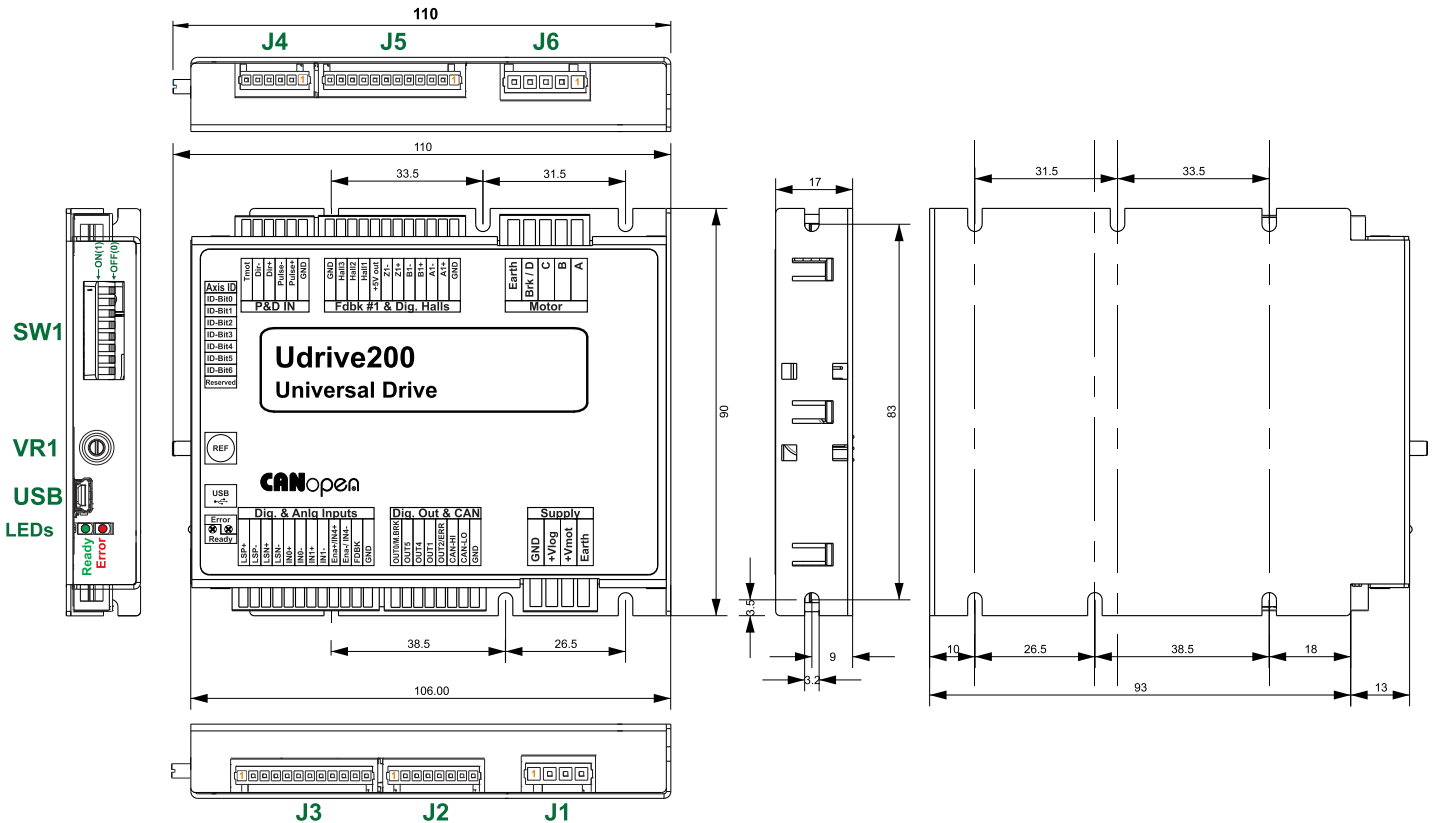 110
J4 J5 J6
1 1 1
110
33.5 31.5
17
31.5 33.5
ON(1)
OFF(0)
SW1
VR1
USB
LEDs
Ready
Error
Axis ID
ID-Bit0
ID-Bit1
ID-Bit2
ID-Bit3
ID-Bit4
ID-Bit5
ID-Bit6
Reserved
Tmot
Dir-
Dir+
Pulse-
Pulse+
GND
P&D IN
GND
Hall3
Hall2
Hall1
+5V out
Z1-
Z1+
B1-
B1+
A1-
A1+
GND
Fdbk #1 & Dig. Halls
Earth
Brk / D
C
B
A
Motor
Udrive200
Universal Drive
REF
USB
Error
Ready
CANopen
Dig. & Anlg Inputs
LSP+
LSP-
LSN+
LSN-
IN0+
IN0-
IN1+
IN1-
Ena+/IN4+
Ena-/ IN4-
FDBK
GND
Dig. Out & CAN
OUT0/M.BRK
OUT5
OUT4
OUT1
OUT2/ERR
CAN-HI
CAN-LO
GND
Supply
GND
+Vlog
+Vmot
Earth
90
83
3.5
9
3.2
38.5 26.5
106.00
10 26.5 38.5 18
93 13
1 1 1
J3 J2 J1